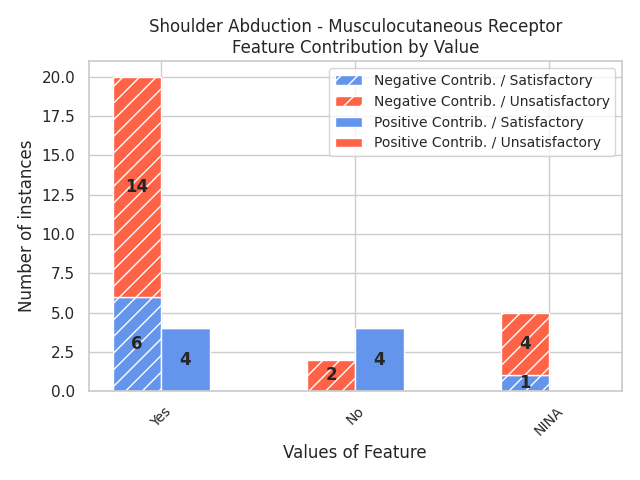 Shoulder Abduction - Musculocutaneous Receptor
Feature Contribution by Value
Number of instances
20.0
17.5
15.0
12.5
10.0
7.5
5.0
2.5
0.0
Negative Contrib. / Satisfactory
Negative Contrib. / Unsatisfactory
Positive Contrib. / Satisfactory
Positive Contrib. / Unsatisfactory
14
6
4
2
4
4
1
Yes
No
NINA
Values of Feature